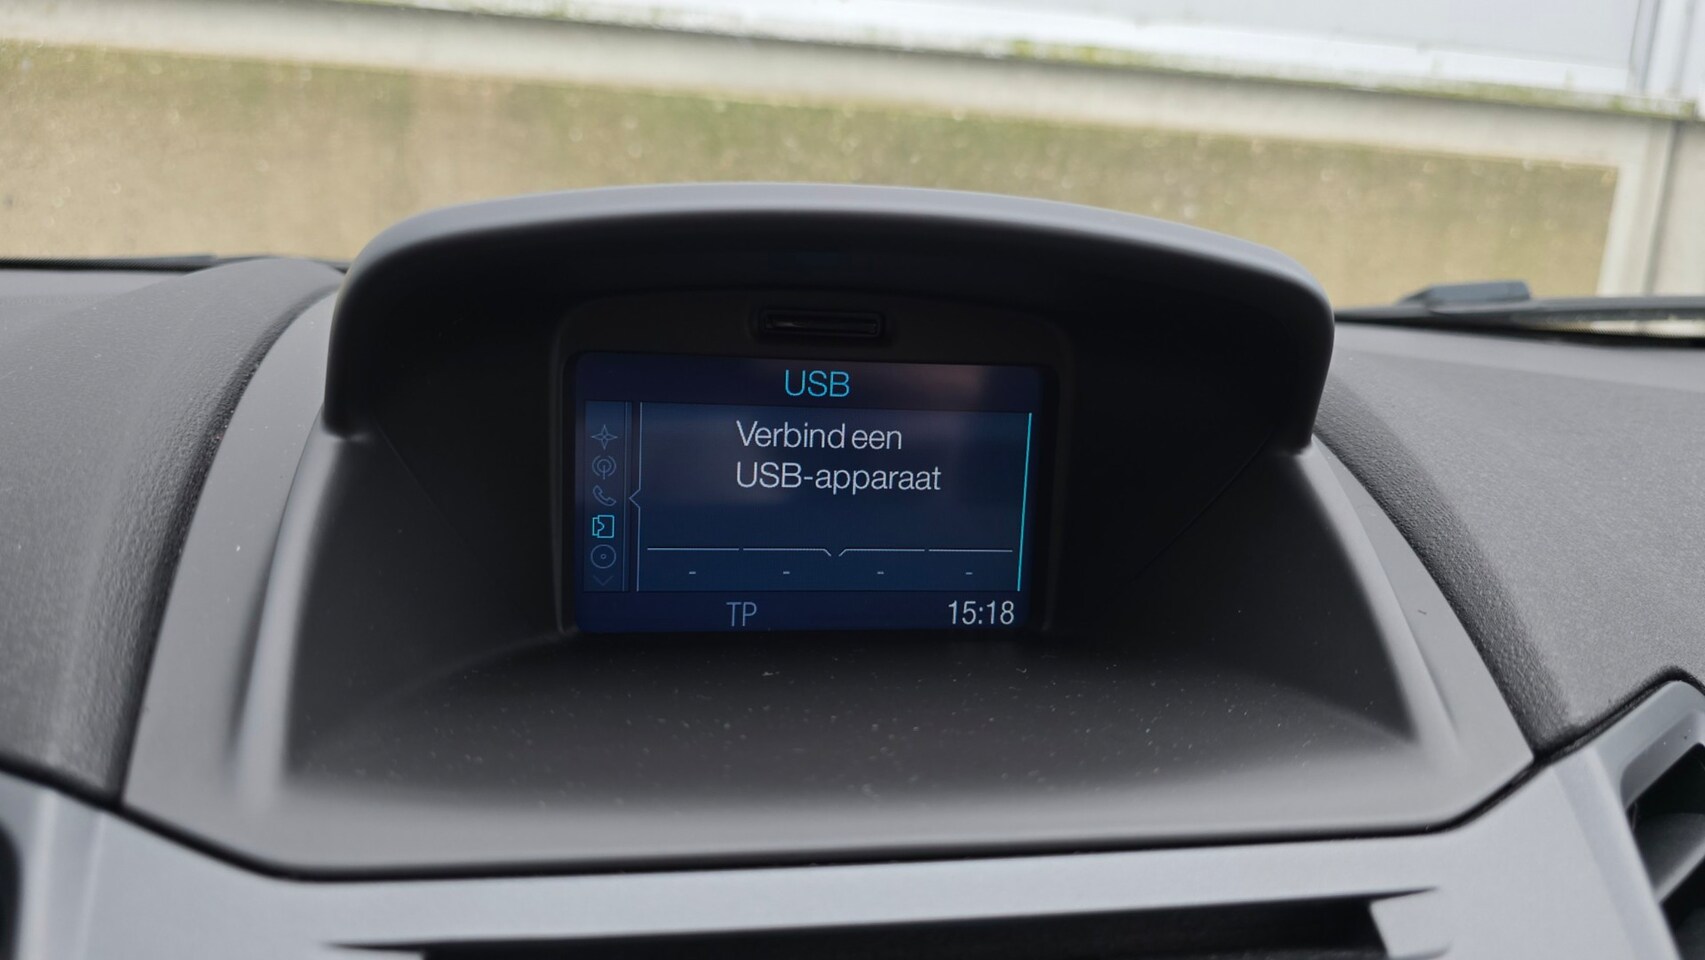 USB
Verbind een
USB-apparaat
- - - -
TP 15:18